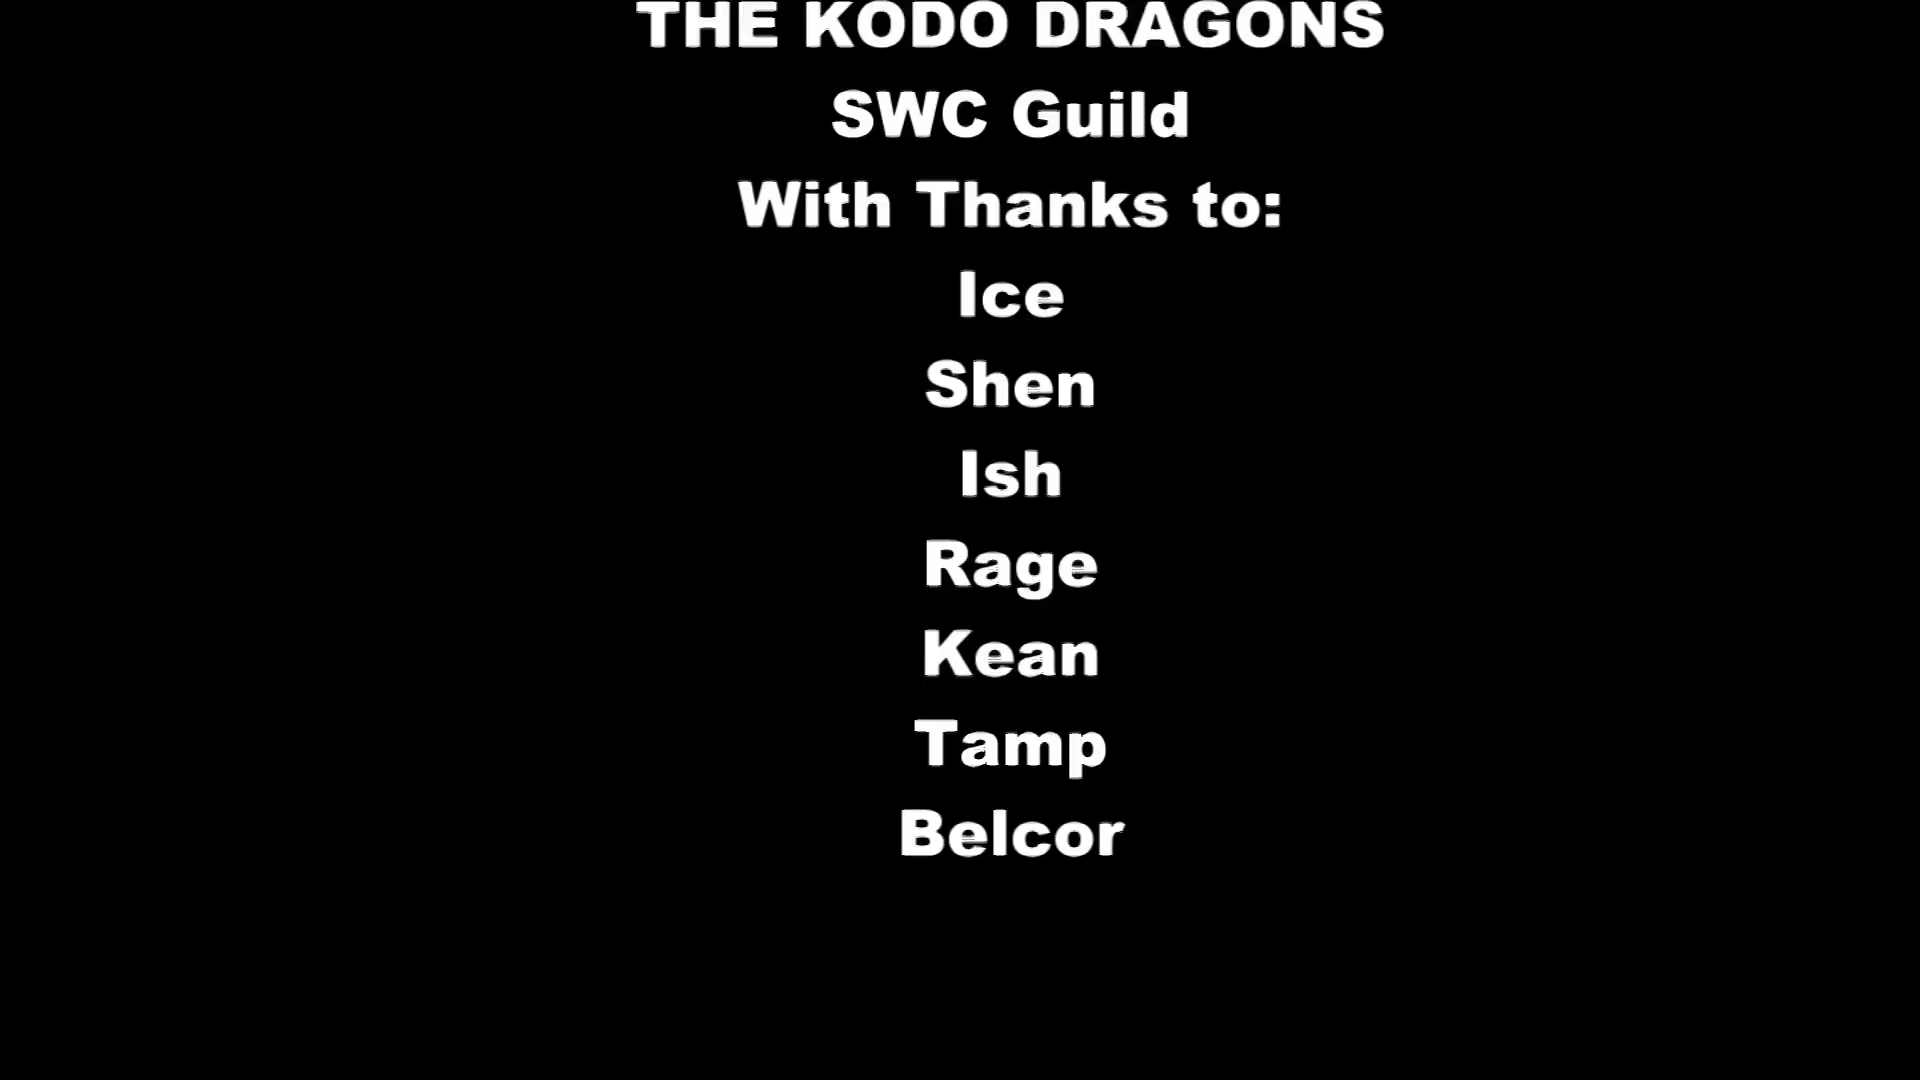 THE KODO DRAGONS
SWC Guild
With Thanks to:
Ice
Shen
Ish
Rage
Kean
Tamp
Belcor